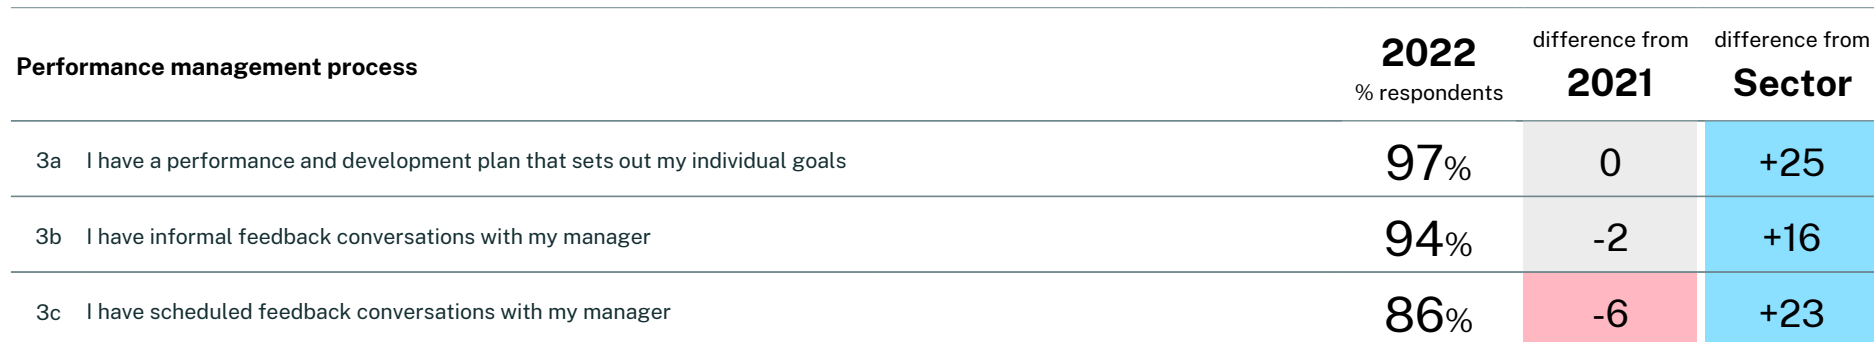 Performance management process 2022 % respondents difference from 2021 difference from Sector
3a I have a performance and development plan that sets out my individual goals 97% 0 +25
3b I have informal feedback conversations with my manager 94% -2 +16
3c I have scheduled feedback conversations with my manager 86% -6 +23